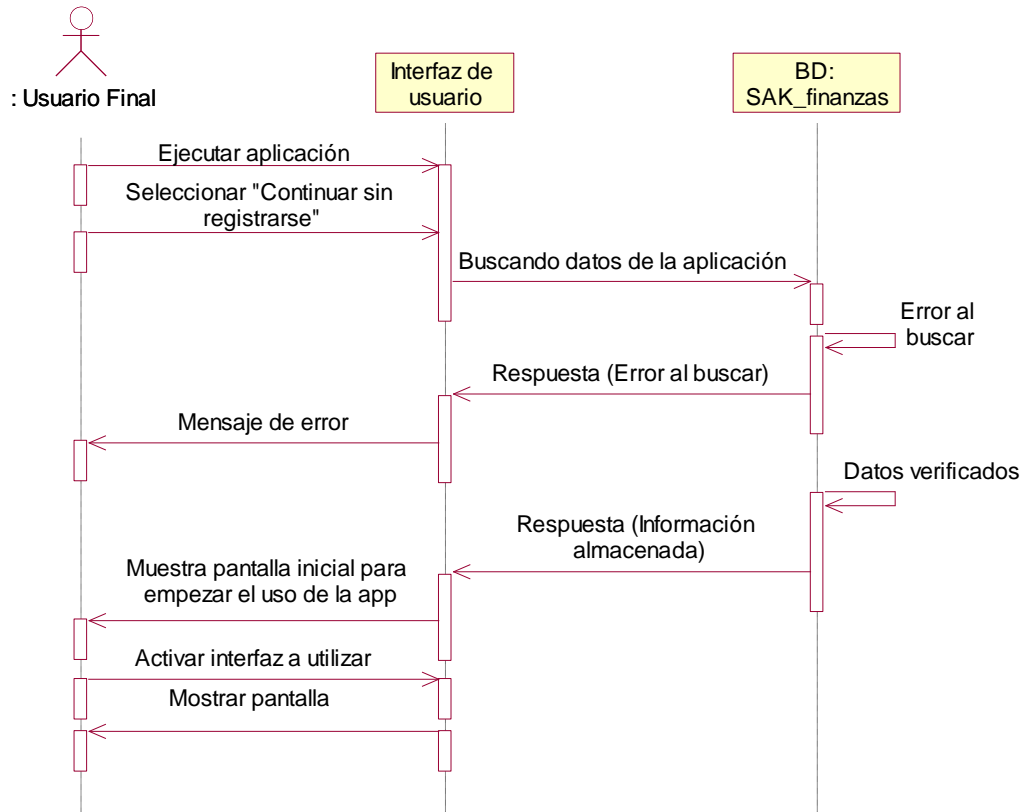 : Usuario Final
Interfaz de
usuario
BD:
SAK_finanzas
Ejecutar aplicación
Seleccionar "Continuar sin
registrarse"
Buscando datos de la aplicación
Error al
buscar
Respuesta (Error al buscar)
Mensaje de error
Datos verificados
Respuesta (Información
almacenada)
Muestra pantalla inicial para
empezar el uso de la app
Activar interfaz a utilizar
Mostrar pantalla